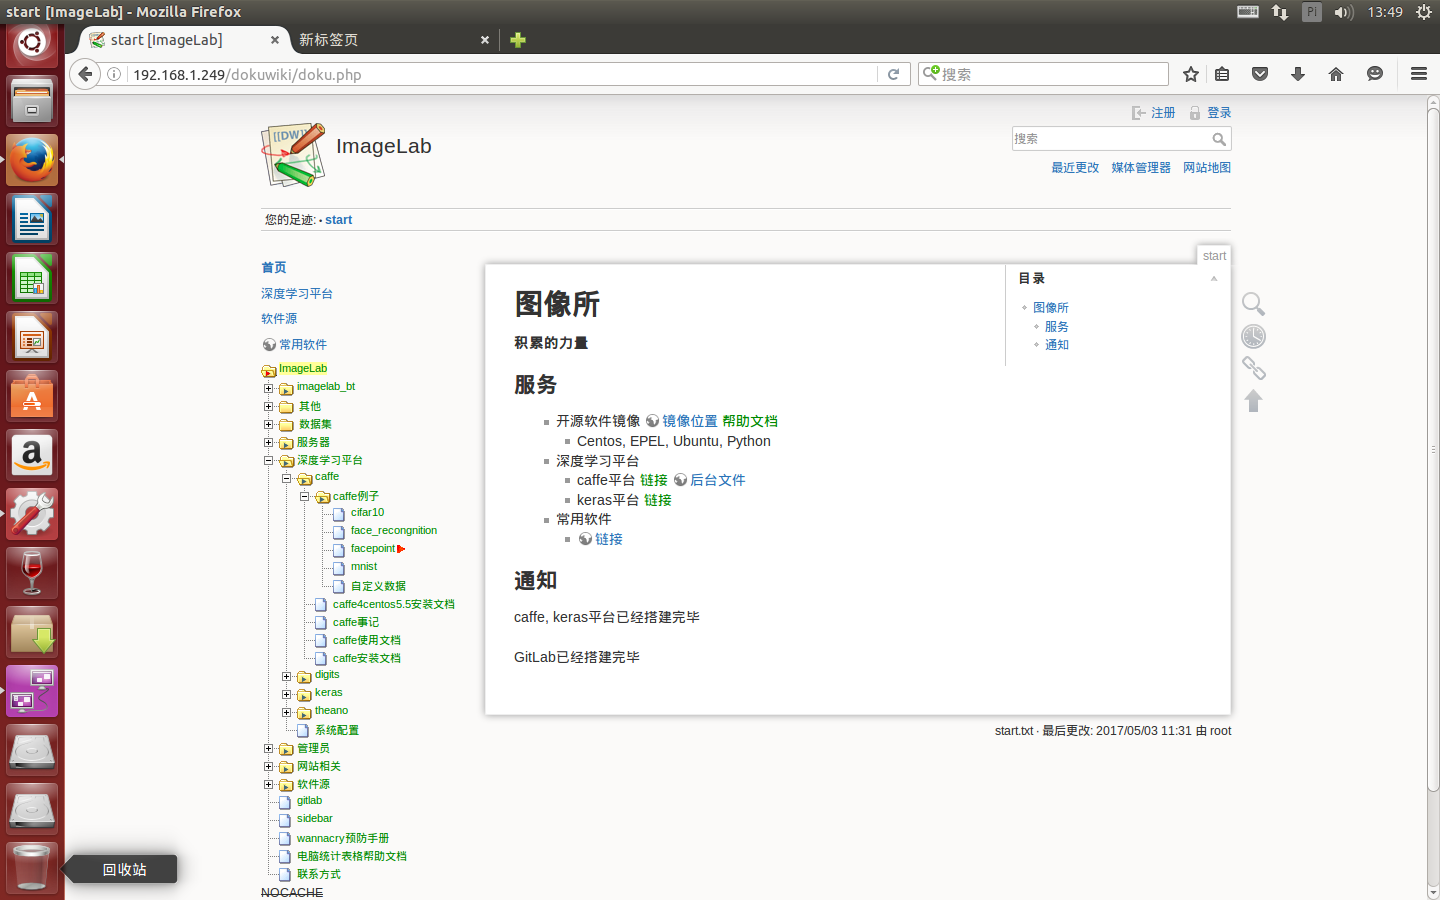 start [ImageLab] - Mozilla Firefox
Pi
13:49
start [ImageLab]
新标签页
192.168.1.249/dokuwiki/doku.php
搜索
注册
登录
[[DW]]
ImageLab
搜索
最近更改
媒体管理器
网站地图
您的足迹: • start
start
首页
深度学习平台
软件源
常用软件
ImageLab
imagelab_bt
其他
数据集
服务器
深度学习平台
caffe
caffe例子
cifar10
face_recongnition
facepoint
mnist
自定义数据
caffe4centos5.5安装文档
caffe事记
caffe使用文档
caffe安装文档
digits
keras
theano
系统配置
管理员
网站相关
软件源
gitlab
sidebar
wannacry预防手册
电脑统计表格帮助文档
联系方式
NOCACHE
图像所
积累的力量
服务
开源软件镜像 镜像位置 帮助文档
Centos, EPEL, Ubuntu, Python
深度学习平台
caffe平台 链接 后台文件
keras平台 链接
常用软件
链接
通知
caffe, keras平台已经搭建完毕
GitLab已经搭建完毕
目录
图像所
服务
通知
start.txt · 最后更改: 2017/05/03 11:31 由 root
回收站